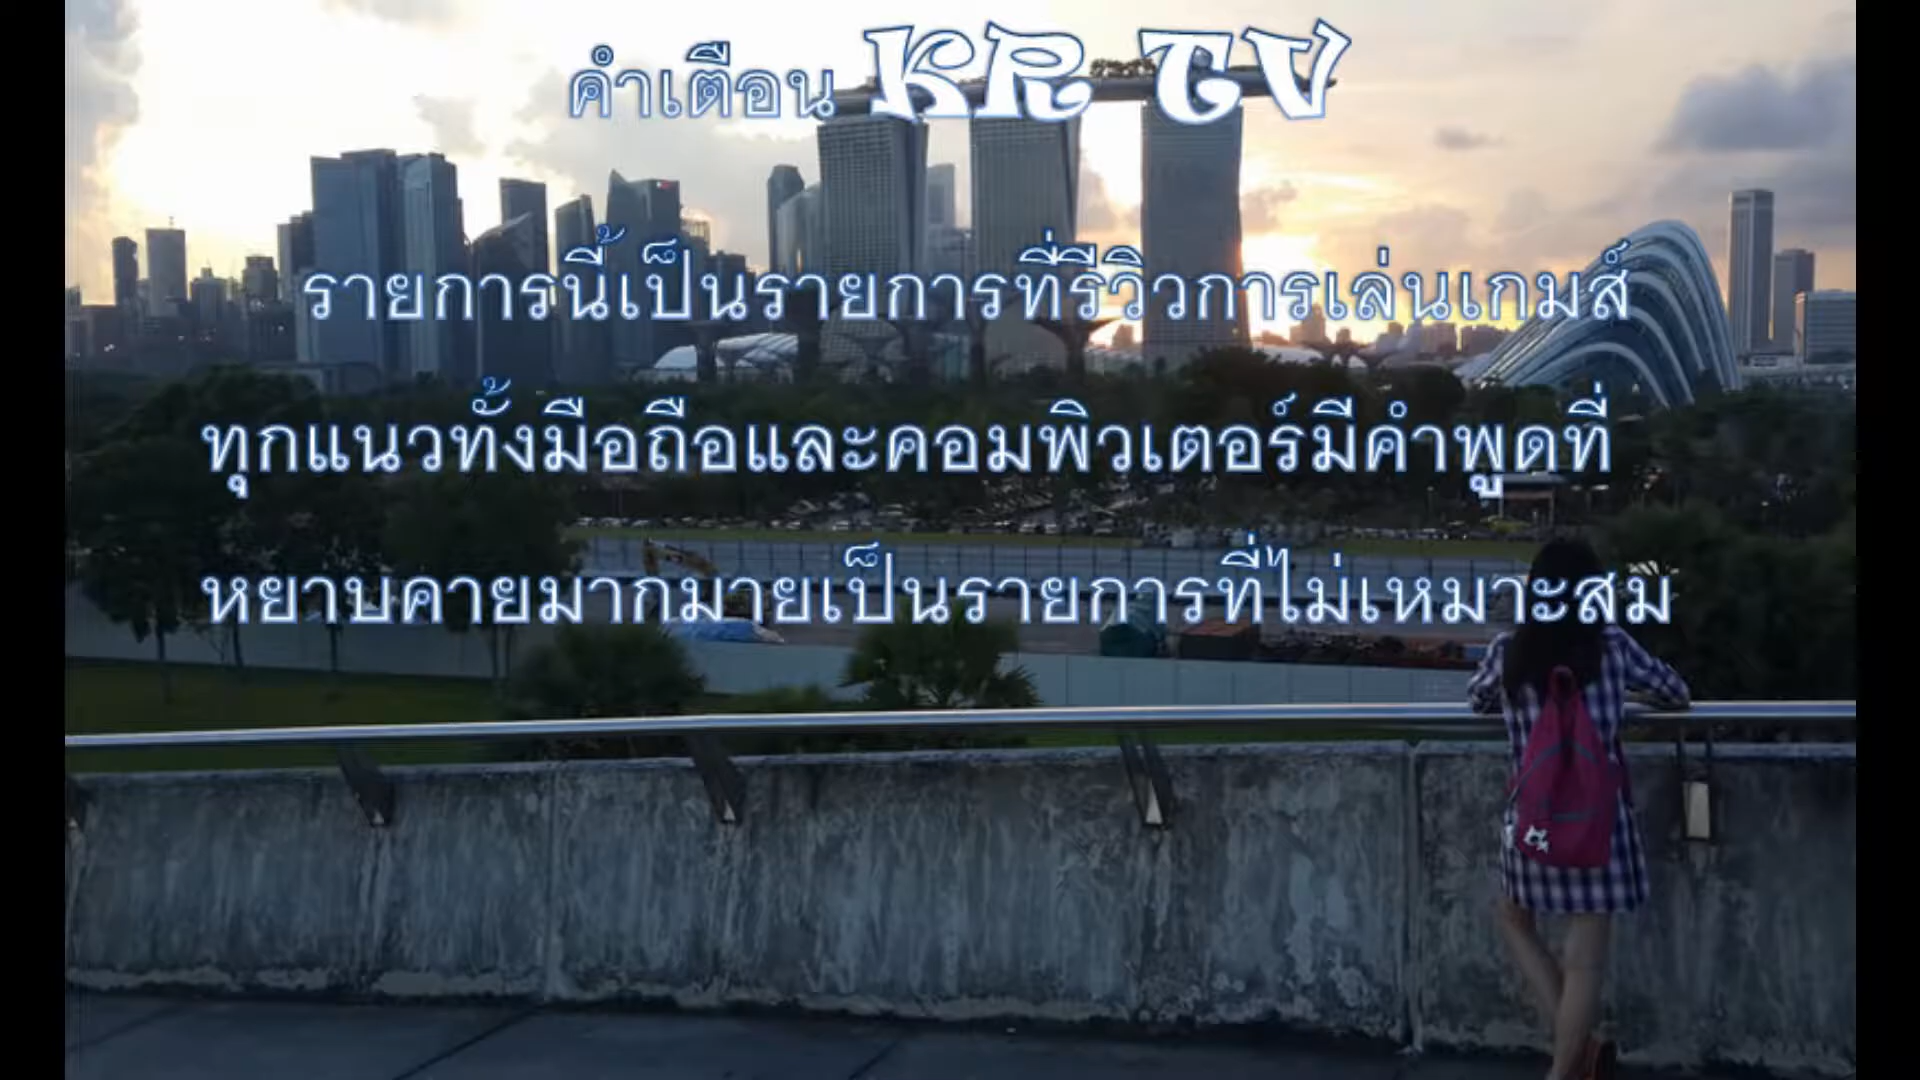 คำเตือน KR TV
รายการนี้เป็นรายการที่รีวิวการเล่นเกมส์
ทุกแนวทั้งมือถือและคอมพิวเตอร์มีคำพูดที่
หยาบคายมากมายเป็นรายการที่ไม่เหมาะสม